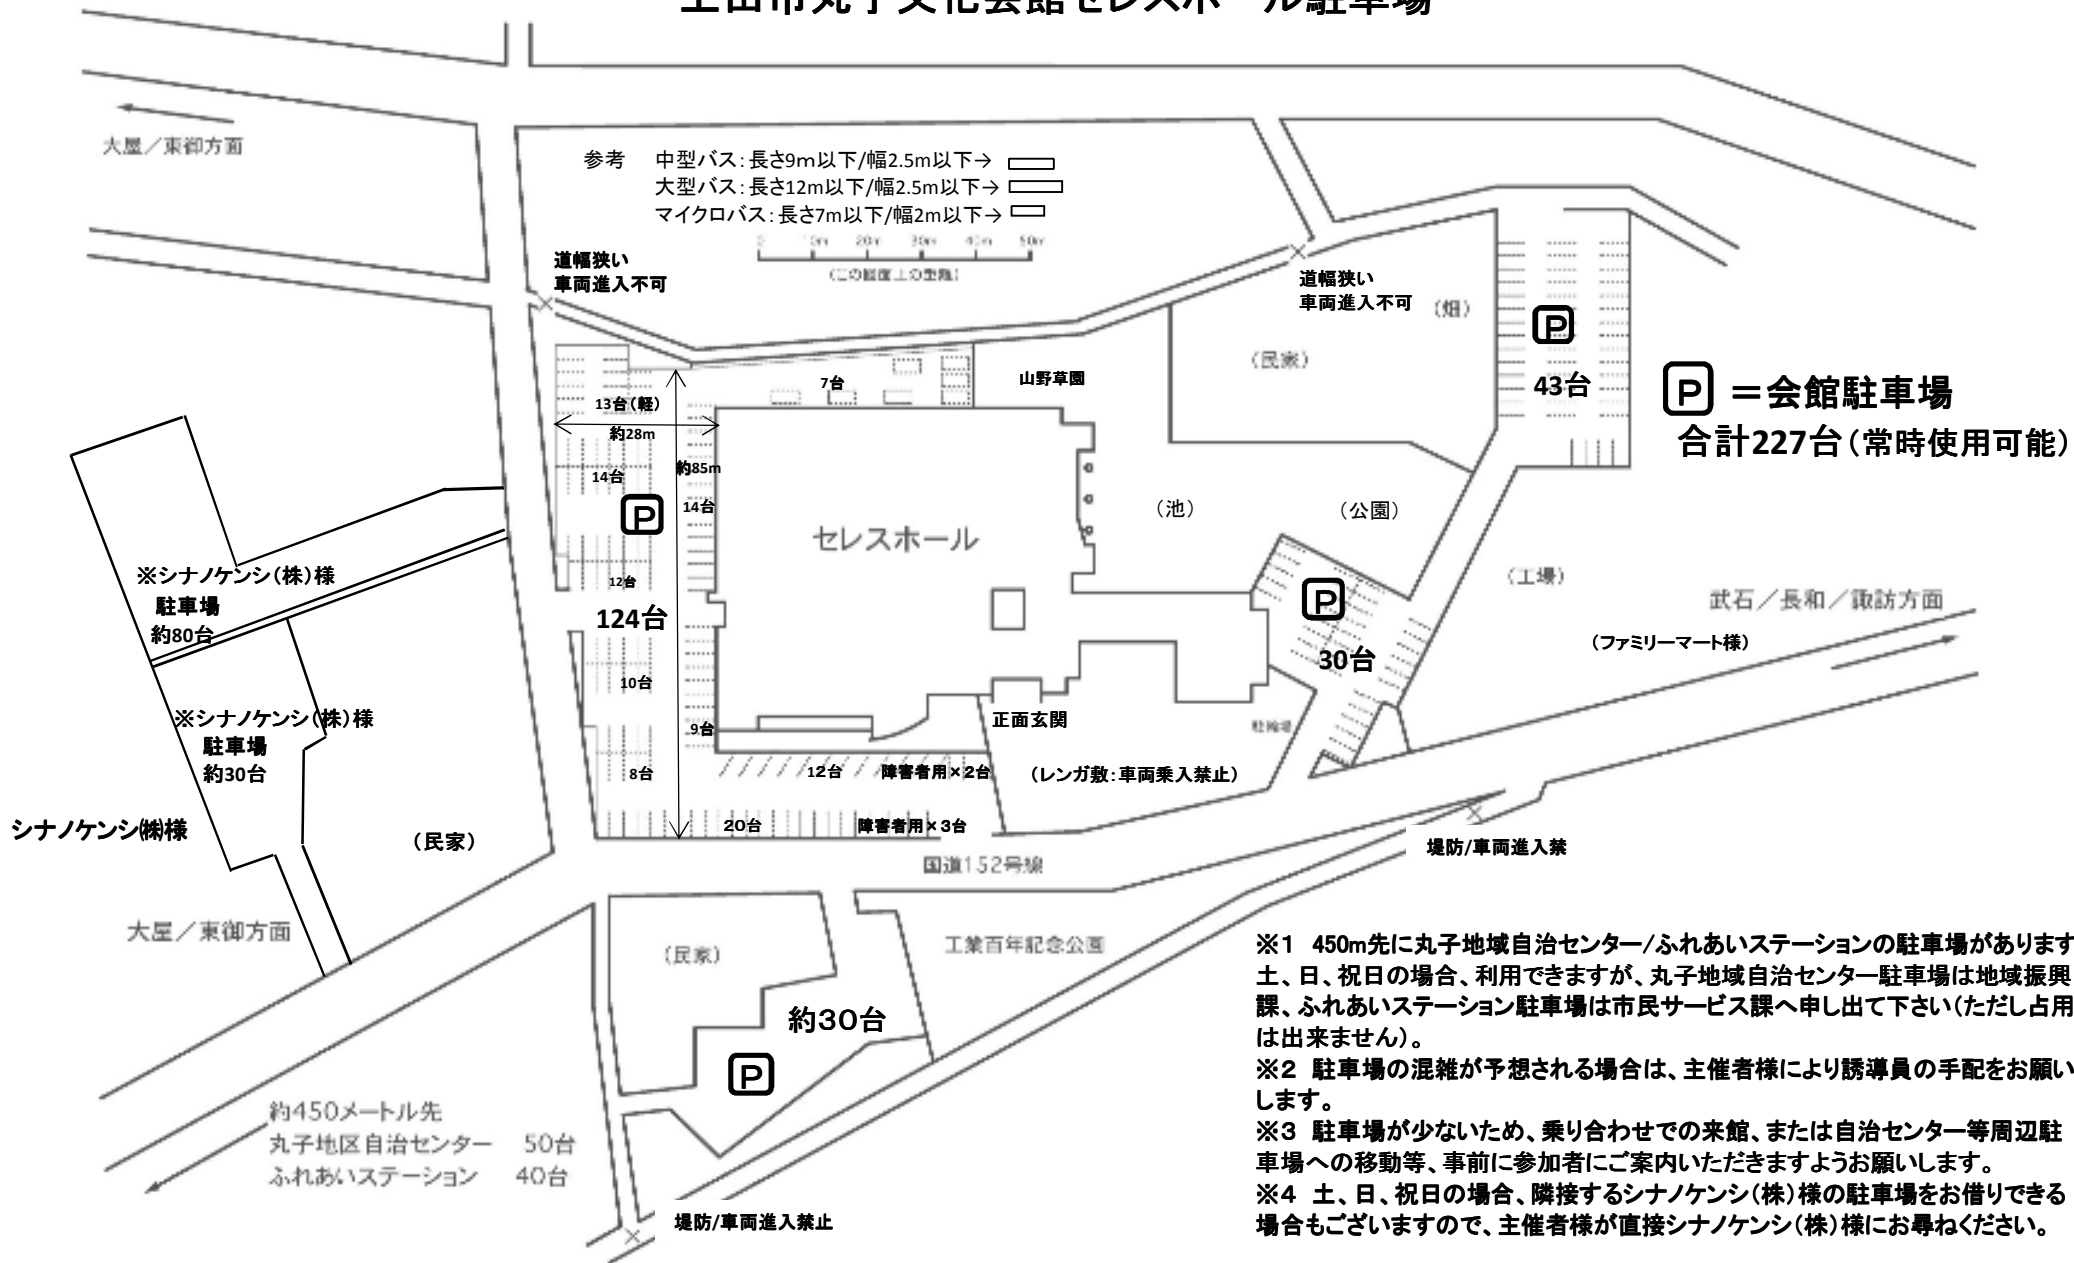 上田市丸子文化会館セレスホール駐車場
大屋／東御方面
参考　中型バス：長さ9m以下/幅2.5m以下→
大型バス：長さ12m以下/幅2.5m以下→
マイクロバス：長さ7m以下/幅2m以下→
0　10m　20m　30m　40m　50m
(この図面上の距離)
道幅狭い
車両進入不可
道幅狭い
車両進入不可
（畑）
（民家）
P
43台
P ＝会館駐車場
合計227台（常時使用可能）
7台
山野草園
13台（軽）
約28m
約85m
14台
P
14台
セレスホール
（池）
（公園）
12台
124台
10台
9台
8台
P
30台
（工場）
武石／長和／諏訪方面
（ファミリーマート様）
※シナノケンシ（株）様
駐車場
約80台
※シナノケンシ（株）様
駐車場
約30台
シナノケンシ㈱様
（民家）
正面玄関
駐輪場
12台
障害者用×2台
（レンガ敷：車両乗入禁止）
20台
障害者用×3台
国道152号線
堤防/車両進入禁
大屋／東御方面
（民家）
工業百年記念公園
約30台
P
約450メートル先
丸子地区自治センター　50台
ふれあいステーション　40台
堤防/車両進入禁止
※1　450m先に丸子地域自治センター/ふれあいステーションの駐車場があります
土、日、祝日の場合、利用できますが、丸子地域自治センター駐車場は地域振興
課、ふれあいステーション駐車場は市民サービス課へ申し出て下さい（ただし占用
は出来ません）。
※2　駐車場の混雑が予想される場合は、主催者様により誘導員の手配をお願い
します。
※3　駐車場が少ないため、乗り合わせでの来館、または自治センター等周辺駐
車場への移動等、事前に参加者にご案内いただきますようお願いします。
※4　土、日、祝日の場合、隣接するシナノケンシ（株）様の駐車場をお借りできる
場合もございますので、主催者様が直接シナノケンシ（株）様にお尋ねください。